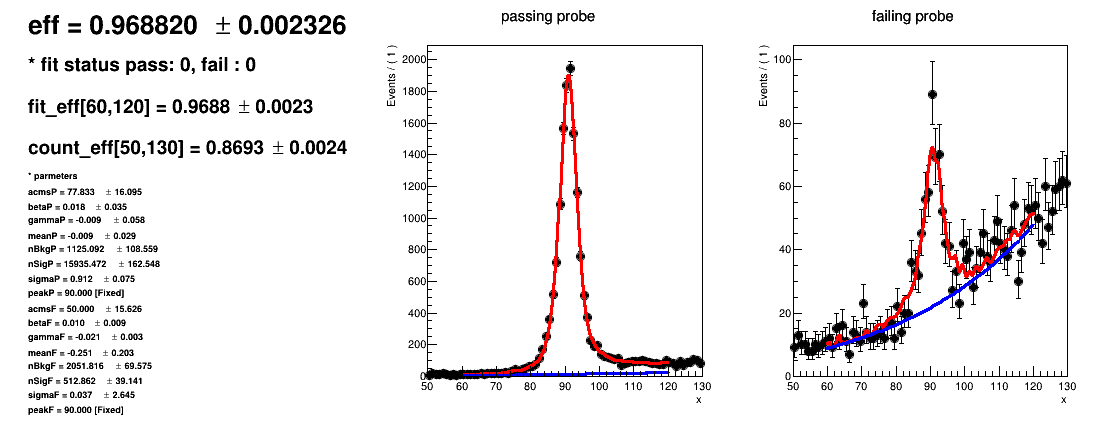 eff = 0.968820 ± 0.002326
* fit status pass: 0, fail : 0
fit_eff[60,120] = 0.9688 ± 0.0023
count_eff[50,130] = 0.8693 ± 0.0024
* parmeters
acmsP = 77.833 ± 16.095
betaP = 0.018 ± 0.035
gammaP = -0.009 ± 0.058
meanP = -0.009 ± 0.029
nBkgP = 1125.092 ± 108.559
nSigP = 15935.472 ± 162.548
sigmaP = 0.912 ± 0.075
peakP = 90.000 [Fixed]
acmsF = 50.000 ± 15.626
betaF = 0.010 ± 0.009
gammaF = -0.021 ± 0.003
meanF = -0.251 ± 0.203
nBkgF = 2051.816 ± 69.575
nSigF = 512.862 ± 39.141
sigmaF = 0.037 ± 2.645
peakF = 90.000 [Fixed]
passing probe
Events / ( 1 )
2000
1800
1600
1400
1200
1000
800
600
400
200
0
50 60 70 80 90 100 110 120 130
x
failing probe
Events / ( 1 )
100
80
60
40
20
0
50 60 70 80 90 100 110 120 130
x